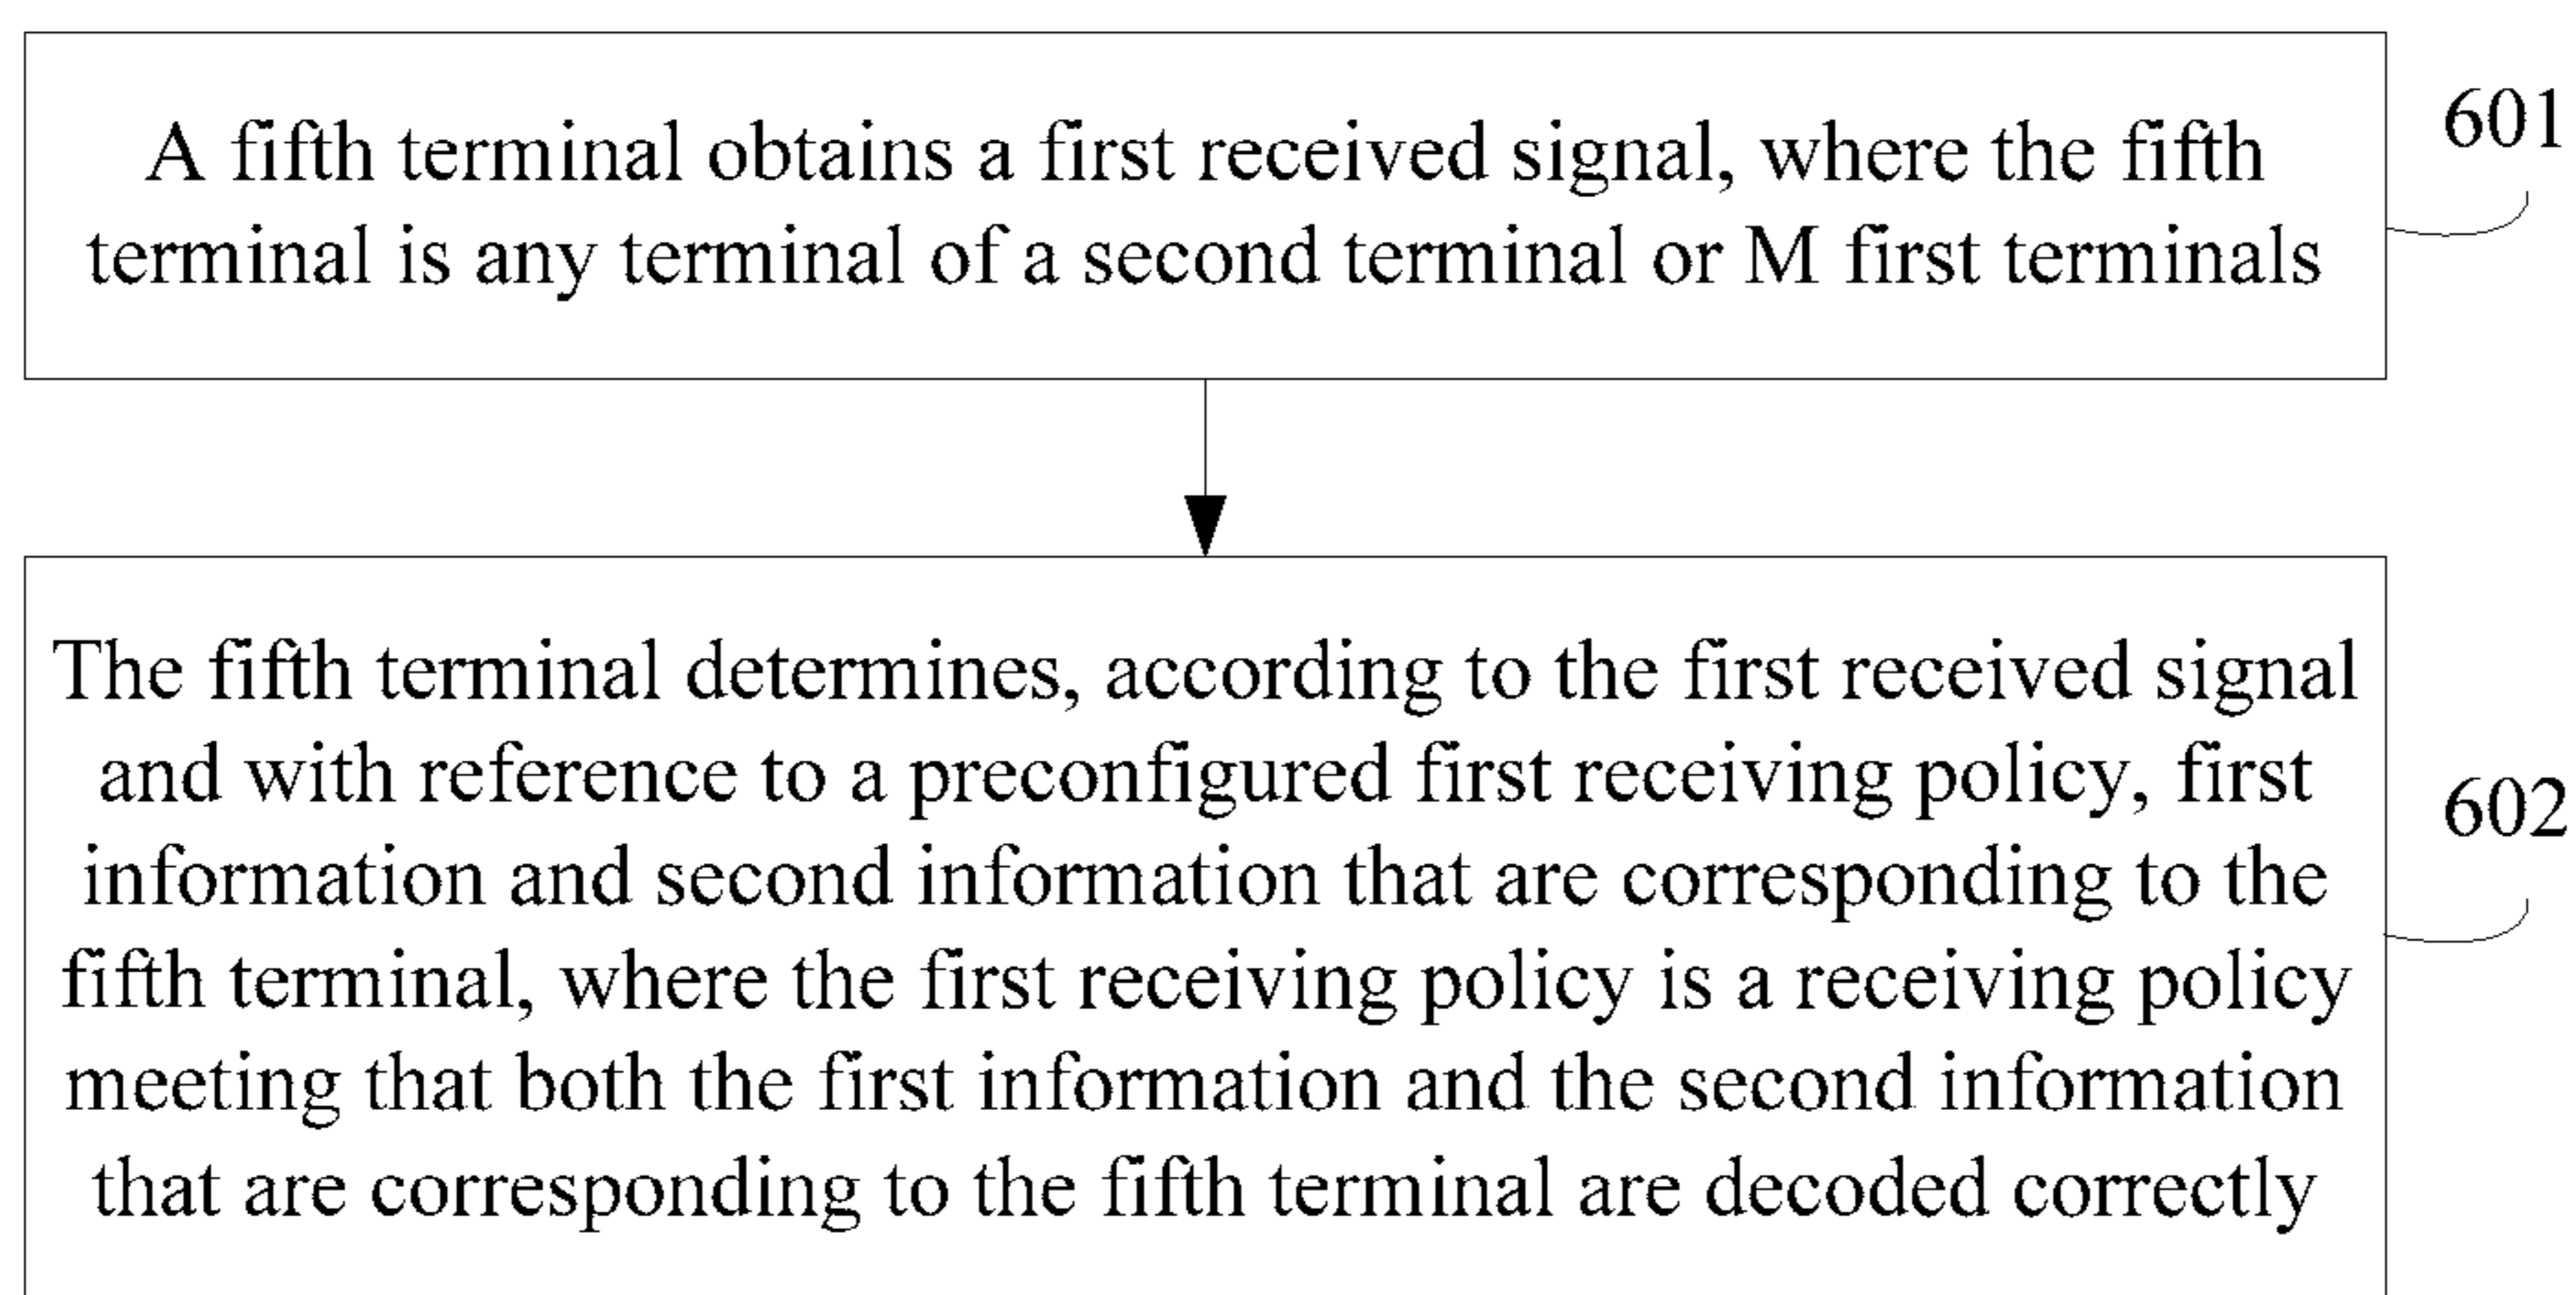 A fifth terminal obtains a first received signal, where the fifth
terminal is any terminal of a second terminal or M first terminals
601
The fifth terminal determines, according to the first received signal
and with reference to a preconfigured first receiving policy, first
information and second information that are corresponding to the
fifth terminal, where the first receiving policy is a receiving policy
meeting that both the first information and the second information
that are corresponding to the fifth terminal are decoded correctly
602